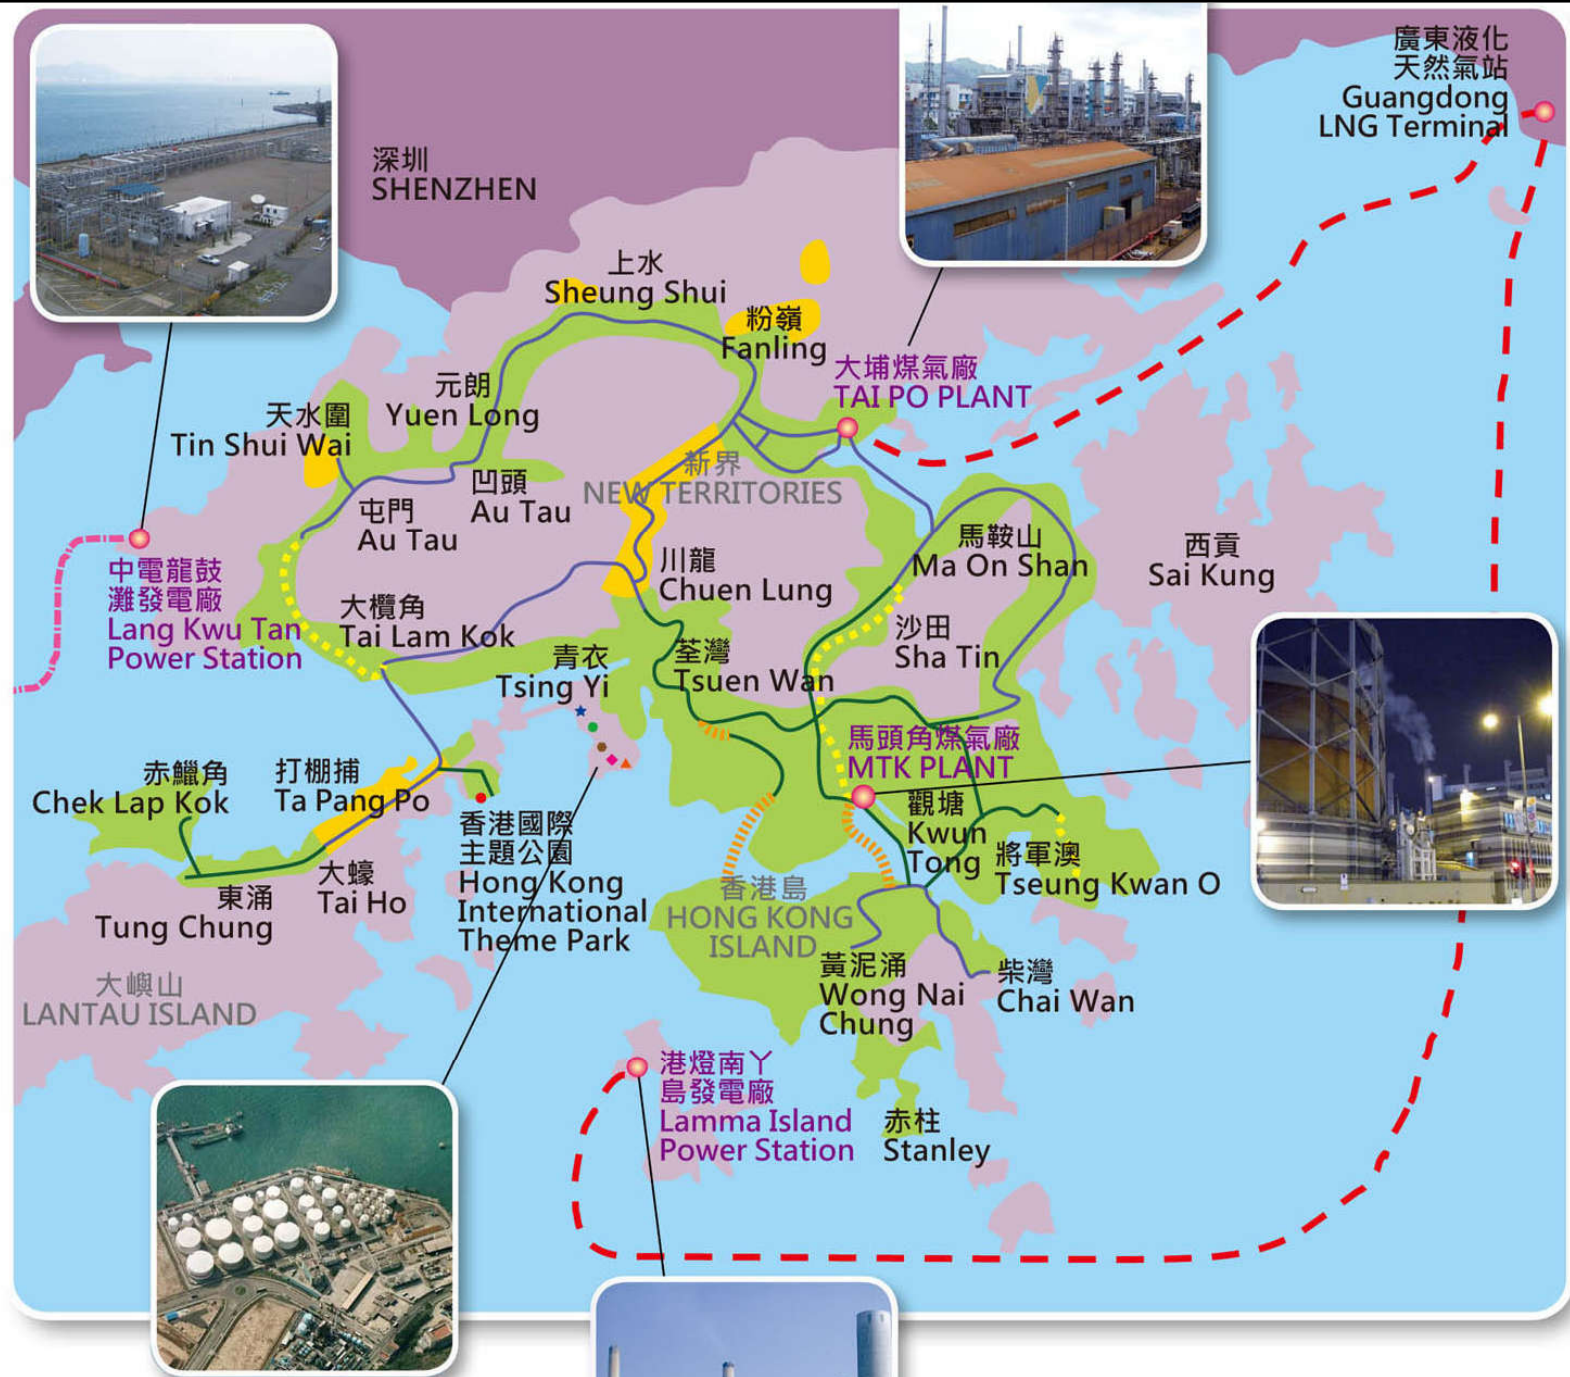 廣東液化
天然氣站
Guangdong
LNG Terminal
深圳
SHENZHEN
上水
Sheung Shui
粉嶺
Fanling
大埔煤氣廠
TAI PO PLANT
元朗
Yuen Long
天水圍
Tin Shui Wai
新界
NEW TERRITORIES
凹頭
Au Tau
屯門
Au Tau
馬鞍山
Ma On Shan
西貢
Sai Kung
川龍
Chuen Lung
中電龍鼓
灘發電廠
Lang Kwu Tan
Power Station
大欖角
Tai Lam Kok
沙田
Sha Tin
青衣
Tsing Yi
荃灣
Tsuen Wan
馬頭角煤氣廠
MTK PLANT
赤鱲角
Chek Lap Kok
打棚捕
Ta Pang Po
觀塘
Kwun
Tong
香港國際
主題公園
Hong Kong
International
Theme Park
將軍澳
Tseung Kwan O
大蠔
Tai Ho
東涌
Tung Chung
香港島
HONG KONG
ISLAND
黃泥涌
Wong Nai
Chung
柴灣
Chai Wan
大嶼山
LANTAU ISLAND
港燈南丫
島發電廠
Lamma Island
Power Station
赤柱
Stanley